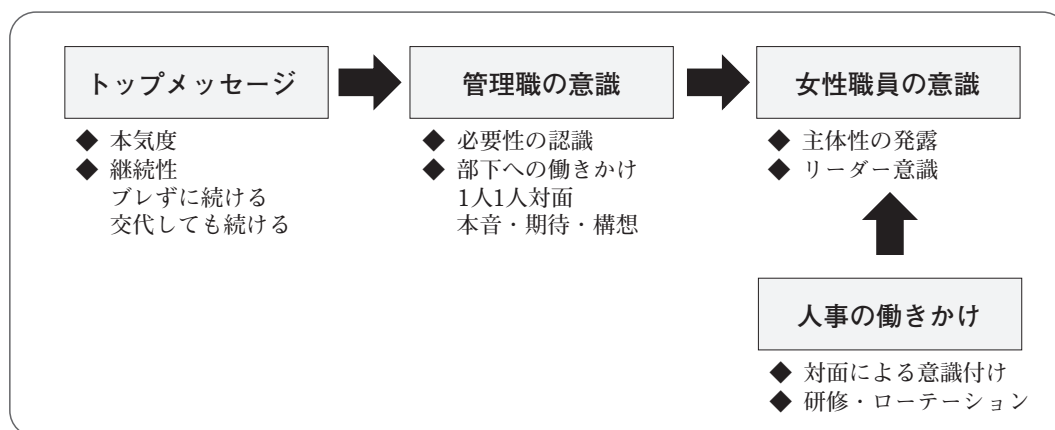 トップメッセージ
◆ 本気度
◆ 継続性
ブレずに続ける
交代しても続ける
管理職の意識
◆ 必要性の認識
◆ 部下への働きかけ
1人1人対面
本音・期待・構想
女性職員の意識
◆ 主体性の発露
◆ リーダー意識
人事の働きかけ
◆ 対面による意識付け
◆ 研修・ローテーション